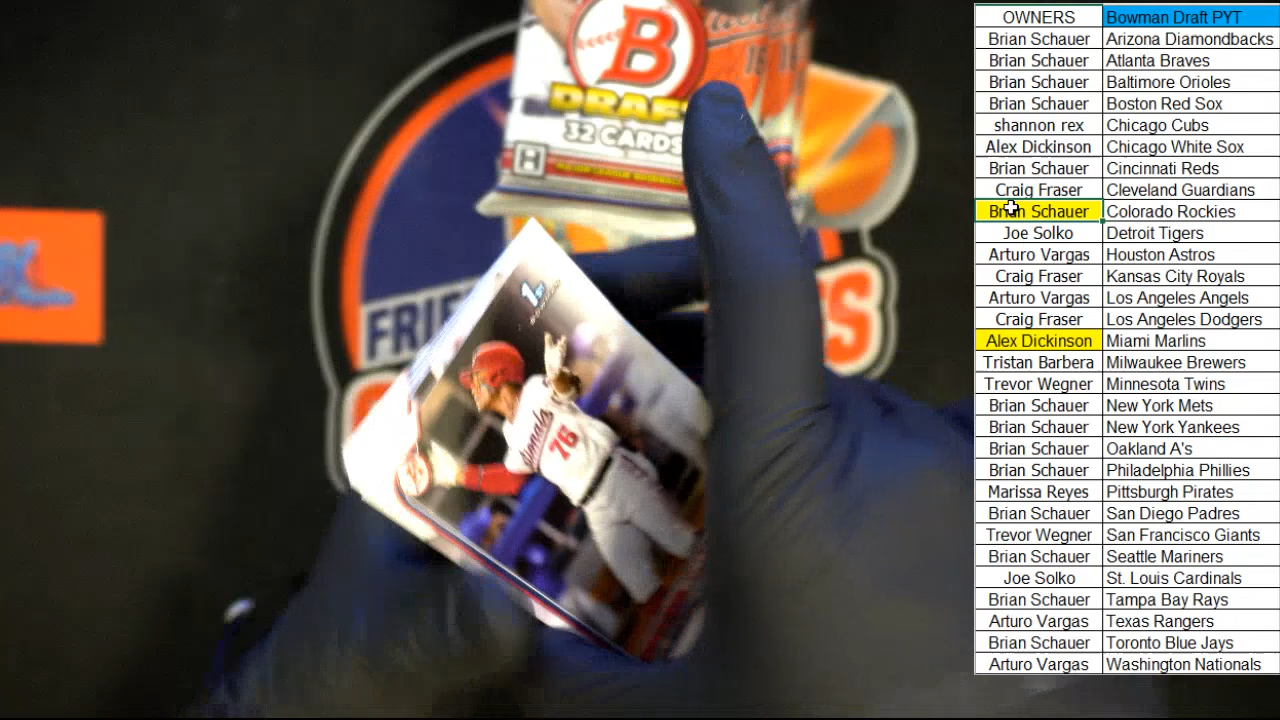 B
DRAFT
32 CARDS
H
MAJOR LEAGUE BASEBALL
1st
76
FRIE
S
OWNERS Bowman Draft PYT
Brian Schauer Arizona Diamondbacks
Brian Schauer Atlanta Braves
Brian Schauer Baltimore Orioles
Brian Schauer Boston Red Sox
shannon rex Chicago Cubs
Alex Dickinson Chicago White Sox
Brian Schauer Cincinnati Reds
Craig Fraser Cleveland Guardians
Brian Schauer Colorado Rockies
Joe Solko Detroit Tigers
Arturo Vargas Houston Astros
Craig Fraser Kansas City Royals
Arturo Vargas Los Angeles Angels
Craig Fraser Los Angeles Dodgers
Alex Dickinson Miami Marlins
Tristan Barbera Milwaukee Brewers
Trevor Wegner Minnesota Twins
Brian Schauer New York Mets
Brian Schauer New York Yankees
Brian Schauer Oakland A's
Brian Schauer Philadelphia Phillies
Marissa Reyes Pittsburgh Pirates
Brian Schauer San Diego Padres
Trevor Wegner San Francisco Giants
Brian Schauer Seattle Mariners
Joe Solko St. Louis Cardinals
Brian Schauer Tampa Bay Rays
Arturo Vargas Texas Rangers
Brian Schauer Toronto Blue Jays
Arturo Vargas Washington Nationals